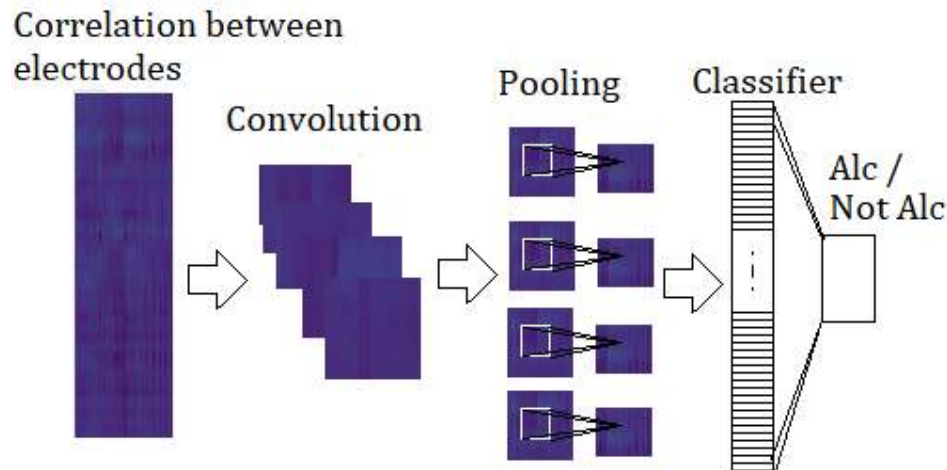 Correlation between
electrodes
Convolution
Pooling
Classifier
Alc /
Not Alc